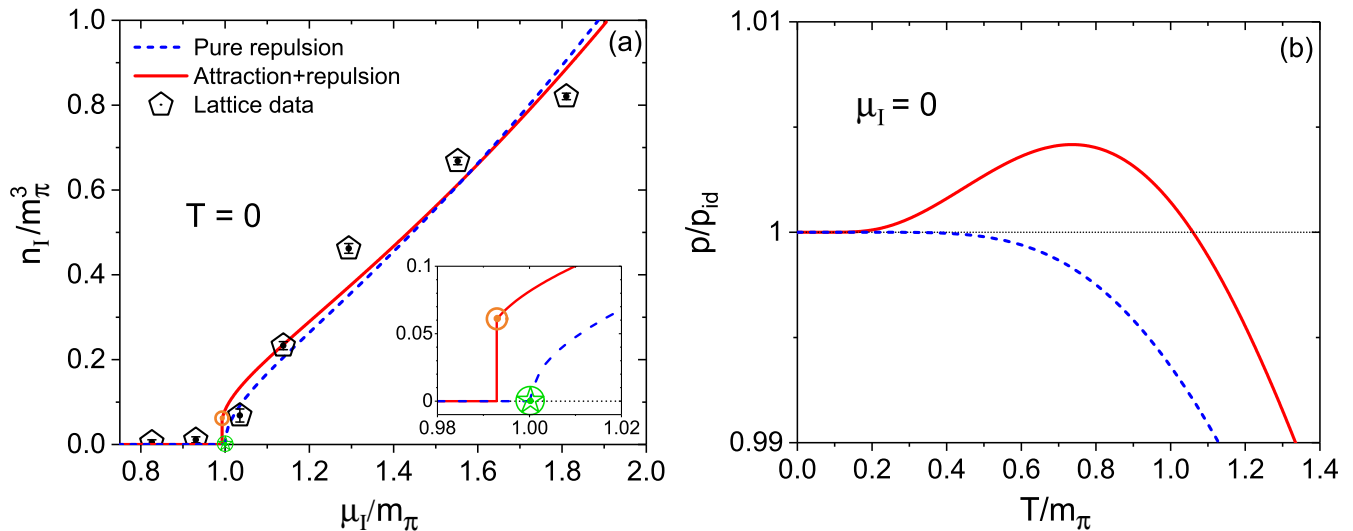 (a)
Pure repulsion
Attraction+repulsion
Lattice data
T = 0
n_I/m_π^3
1.0
0.8
0.6
0.4
0.2
0.0
0.8 1.0 1.2 1.4 1.6 1.8 2.0
μ_I/m_π
0.1
0.05
0
0.98 1.00 1.02
(b)
μ_I = 0
p/p_id
1.01
1
0.99
0.0 0.2 0.4 0.6 0.8 1.0 1.2 1.4
T/m_π